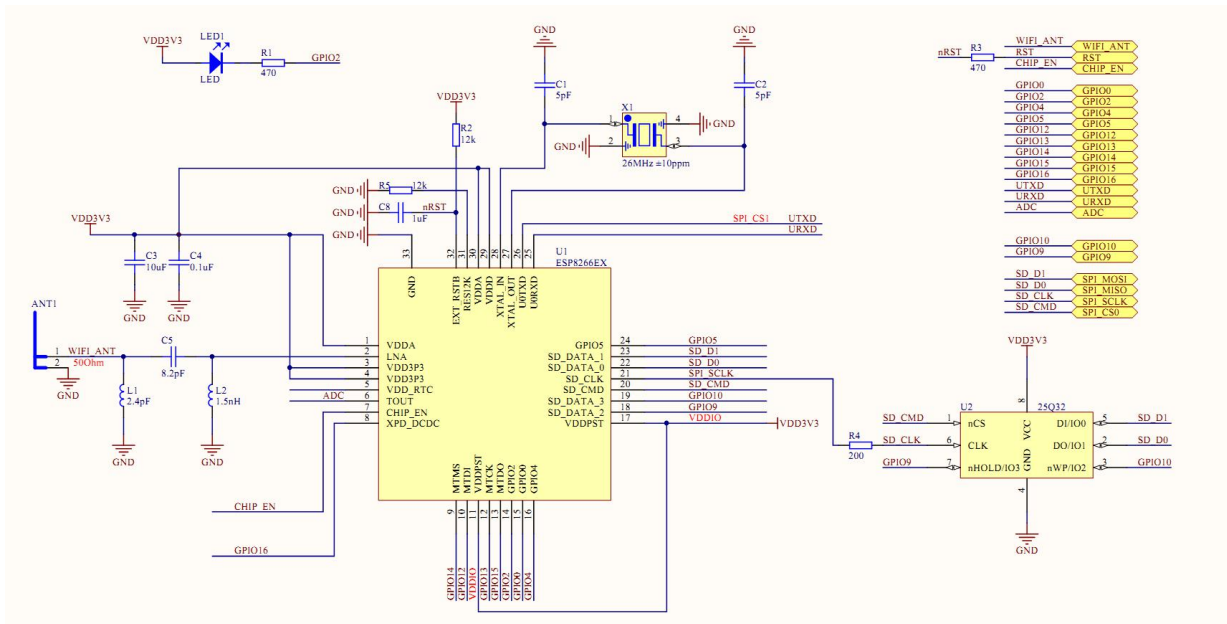 LED1
VDD3V3
LED
R1
470
GPIO2
GND
C1
5pF
GND
C2
5pF
X1
1
4
2
3
GND
GND
26MHz ±10ppm
VDD3V3
R2
12k
GND
R5
12k
GND
C8
1uF
nRST
GND
VDD3V3
C3
10uF
C4
0.1uF
GND
GND
SPI_CS1
UTXD
URXD
33
32
31
30
29
28
27
26
25
GND
EXT_RSTB
RES12K
VDDA
VDDD
XTAL_IN
XTAL_OUT
U0TXD
U0RXD
U1
ESP8266EX
ANT1
1
2
WIFI_ANT
50Ohm
GND
C5
8.2pF
L1
2.4pF
L2
1.5nH
GND
GND
1 VDDA
2 LNA
3 VDD3P3
4 VDD3P3
5 VDD_RTC
ADC 6 TOUT
7 CHIP_EN
8 XPD_DCDC
CHIP_EN
GPIO16
GPIO5 24 GPIO5
SD_DATA_1 23 SD_D1
SD_DATA_0 22 SD_D0
SD_CLK 21 SPI_SCLK
SD_CMD 20 SD_CMD
SD_DATA_3 19 GPIO10
SD_DATA_2 18 GPIO9
VDDPST 17 VDDIO
VDD3V3
MTMS
MTDI
VDDPST
MTCK
MTDO
GPIO2
GPIO0
GPIO4
9
10
11
12
13
14
15
16
GPIO14
GPIO12
VDDIO
GPIO13
GPIO15
GPIO2
GPIO0
GPIO4
R4
200
nRST
R3
470
WIFI_ANT WIFI_ANT
RST RST
CHIP_EN CHIP_EN
GPIO0 GPIO0
GPIO2 GPIO2
GPIO4 GPIO4
GPIO5 GPIO5
GPIO12 GPIO12
GPIO13 GPIO13
GPIO14 GPIO14
GPIO15 GPIO15
GPIO16 GPIO16
UTXD UTXD
URXD URXD
ADC ADC
GPIO10 GPIO10
GPIO9 GPIO9
SD_D1 SPI_MOSI
SD_D0 SPI_MISO
SD_CLK SPI_SCLK
SD_CMD SPI_CS0
VDD3V3
8
U2
25Q32
SD_CMD 1 nCS
SD_CLK 6 CLK
GPIO9 7 nHOLD/IO3
VCC
GND
DI/IO0 5 SD_D1
DO/IO1 2 SD_D0
nWP/IO2 3 GPIO10
4
GND